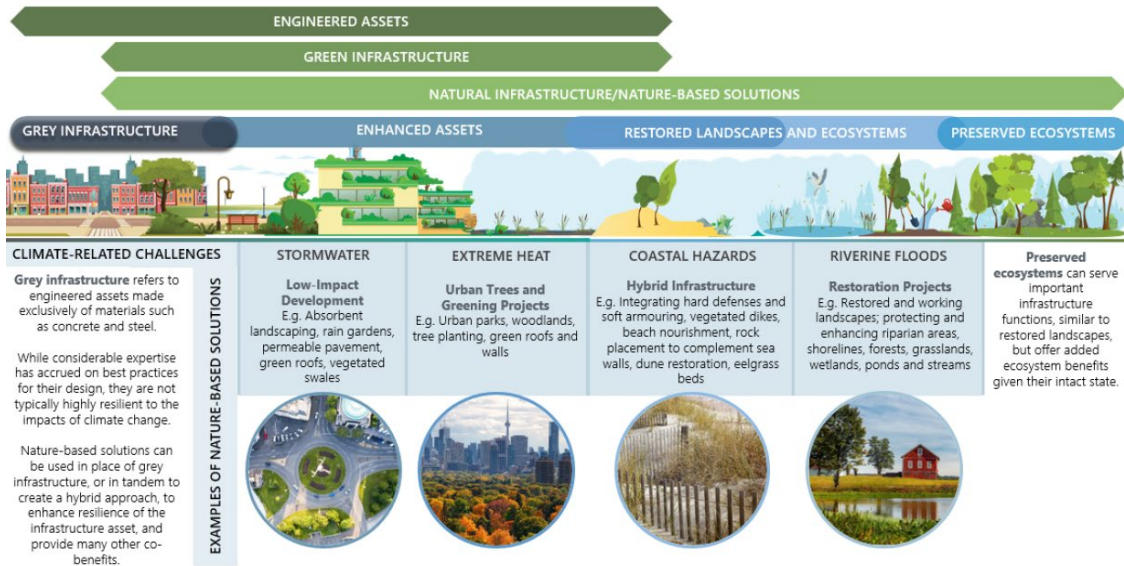 ENGINEERED ASSETS
GREEN INFRASTRUCTURE
NATURAL INFRASTRUCTURE/NATURE-BASED SOLUTIONS
GREY INFRASTRUCTURE
ENHANCED ASSETS
RESTORED LANDSCAPES AND ECOSYSTEMS
PRESERVED ECOSYSTEMS
CLIMATE-RELATED CHALLENGES
Grey infrastructure refers to
engineered assets made
exclusively of materials such
as concrete and steel.
While considerable expertise
has accrued on best practices
for their design, they are not
typically highly resilient to the
impacts of climate change.
Nature-based solutions can
be used in place of grey
infrastructure, or in tandem to
create a hybrid approach, to
enhance resilience of the
infrastructure asset, and
provide many other co-
benefits.
EXAMPLES OF NATURE-BASED SOLUTIONS
STORMWATER
Low-Impact
Development
E.g. Absorbent
landscaping, rain gardens,
permeable pavement,
green roofs, vegetated
swales
EXTREME HEAT
Urban Trees and
Greening Projects
E.g. Urban parks, woodlands,
tree planting, green roofs and
walls
COASTAL HAZARDS
Hybrid Infrastructure
E.g. Integrating hard defenses and
soft armouring, vegetated dikes,
beach nourishment, rock
placement to complement sea
walls, dune restoration, eelgrass
beds
RIVERINE FLOODS
Restoration Projects
E.g. Restored and working
landscapes; protecting and
enhancing riparian areas,
shorelines, forests, grasslands,
wetlands, ponds and streams
Preserved
ecosystems can serve
important
infrastructure
functions, similar to
restored landscapes,
but offer added
ecosystem benefits
given their intact state.